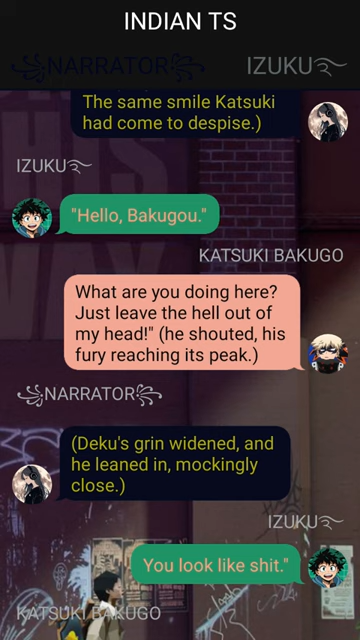 INDIAN TS
꧁NARRATOR꧂
IZUKU࿐
The same smile Katsuki
had come to despise.)
IZUKU࿐
"Hello, Bakugou."
KATSUKI BAKUGO
What are you doing here?
Just leave the hell out of
my head!" (he shouted, his
fury reaching its peak.)
꧁NARRATOR꧂
(Deku's grin widened, and
he leaned in, mockingly
close.)
IZUKU࿐
You look like shit."
KATSUKI BAKUGO